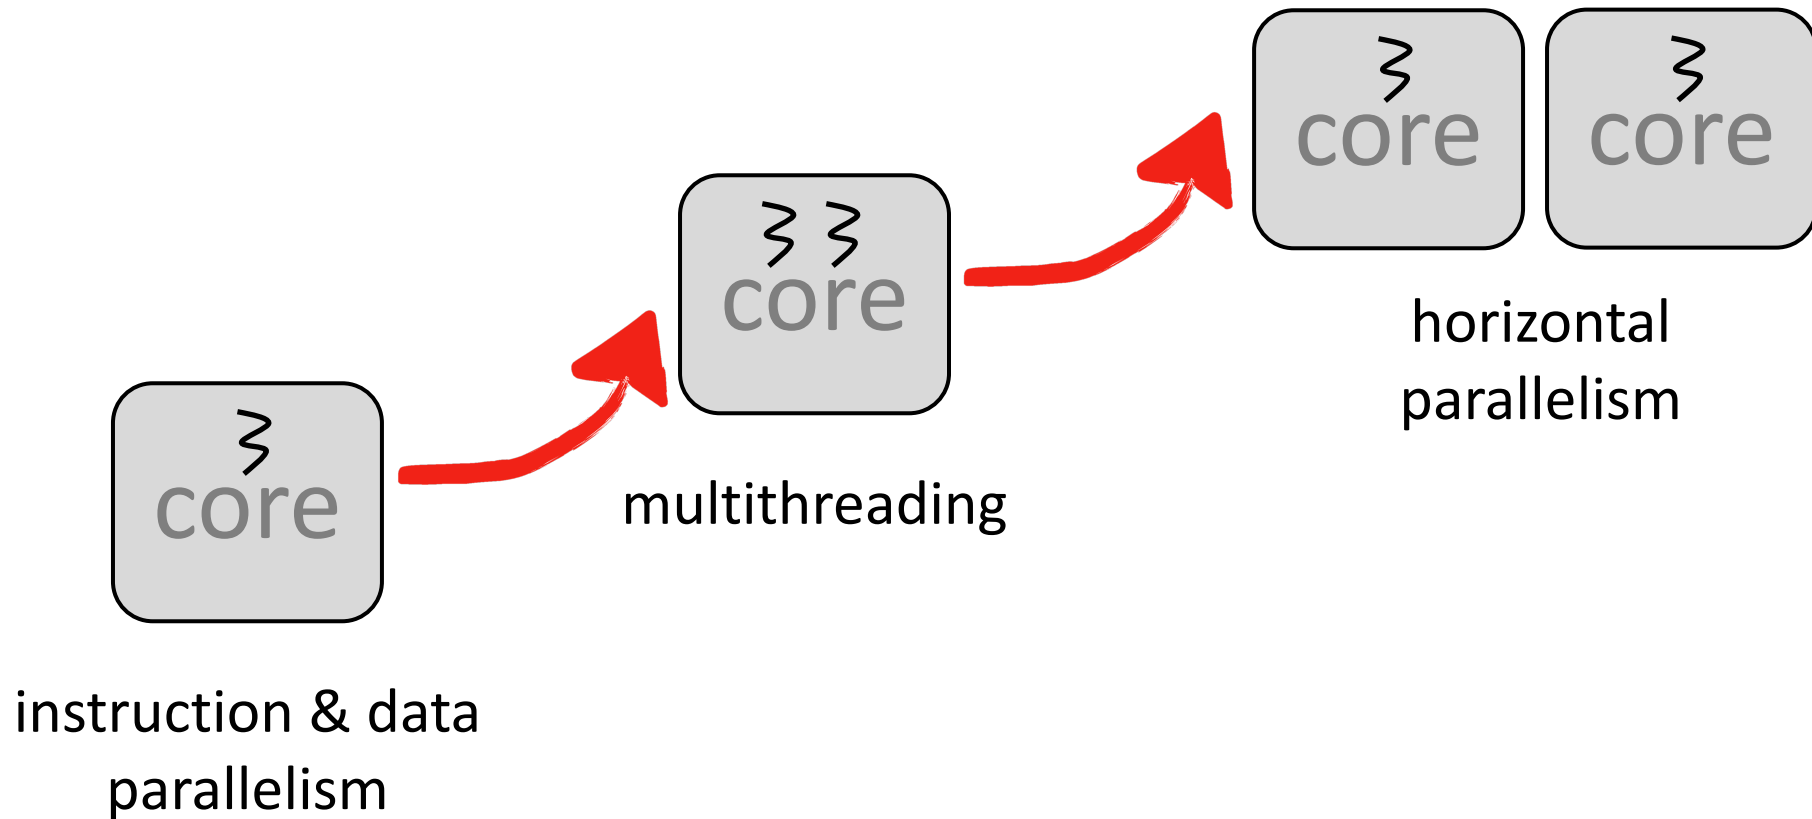 core
instruction & data
parallelism
core
multithreading
core
core
horizontal
parallelism